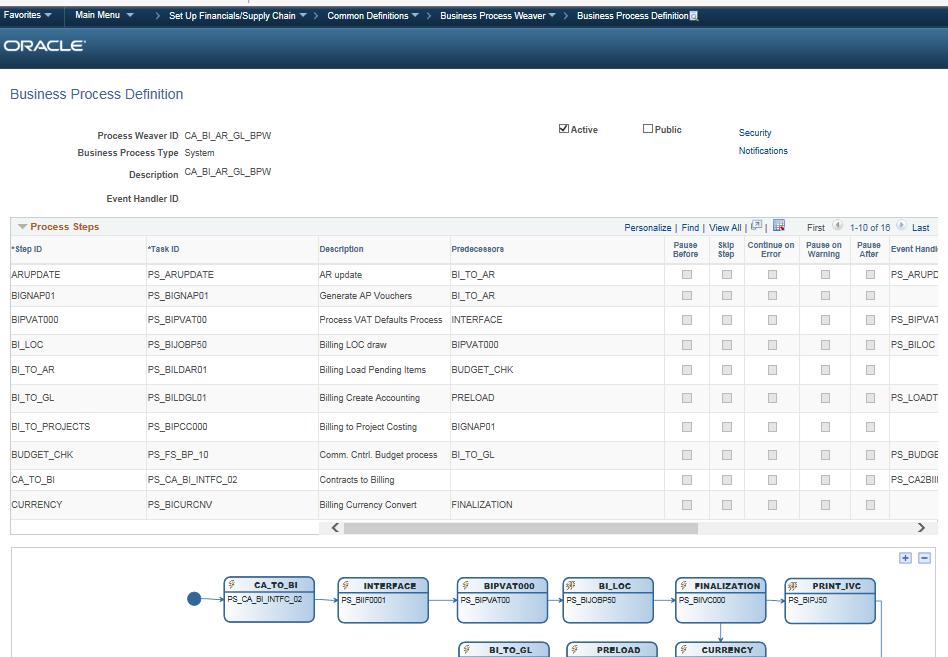 Favorites Main Menu Set Up Financials/Supply Chain Common Definitions Business Process Weaver Business Process Definition
ORACLE
Business Process Definition
Process Weaver ID CA_BI_AR_GL_BPW Active Public Security
Business Process Type System Notifications
Description CA_BI_AR_GL_BPW
Event Handler ID
Process Steps Personalize | Find | View All | | First 1-10 of 16 Last
*Step ID *Task ID Description Predecessors Pause Before Skip Step Continue on Error Pause on Warning Pause After Event Handl
ARUPDATE PS_ARUPDATE AR update BI_TO_AR PS_ARUPD
BIGNAP01 PS_BIGNAP01 Generate AP Vouchers BI_TO_AR
BIPVAT000 PS_BIPVAT00 Process VAT Defaults Process INTERFACE PS_BIPVAT
BI_LOC PS_BIJOBP50 Billing LOC draw BIPVAT000 PS_BILOC
BI_TO_AR PS_BILDAR01 Billing Load Pending Items BUDGET_CHK
BI_TO_GL PS_BILDGL01 Billing Create Accounting PRELOAD PS_LOADT
BI_TO_PROJECTS PS_BIPCC000 Billing to Project Costing BIGNAP01
BUDGET_CHK PS_FS_BP_10 Comm. Cntrl. Budget process BI_TO_GL PS_BUDGE
CA_TO_BI PS_CA_BI_INTFC_02 Contracts to Billing PS_CA2BII
CURRENCY PS_BICURCNV Billing Currency Convert FINALIZATION
CA_TO_BI INTERFACE BIPVAT000 BI_LOC FINALIZATION PRINT_IVC
PS_CA_BI_INTFC_02 PS_BIIF0001 PS_BIPVAT00 PS_BIJOBP50 PS_BIIVC000 PS_BIPJ50
BI_TO_GL PRELOAD CURRENCY